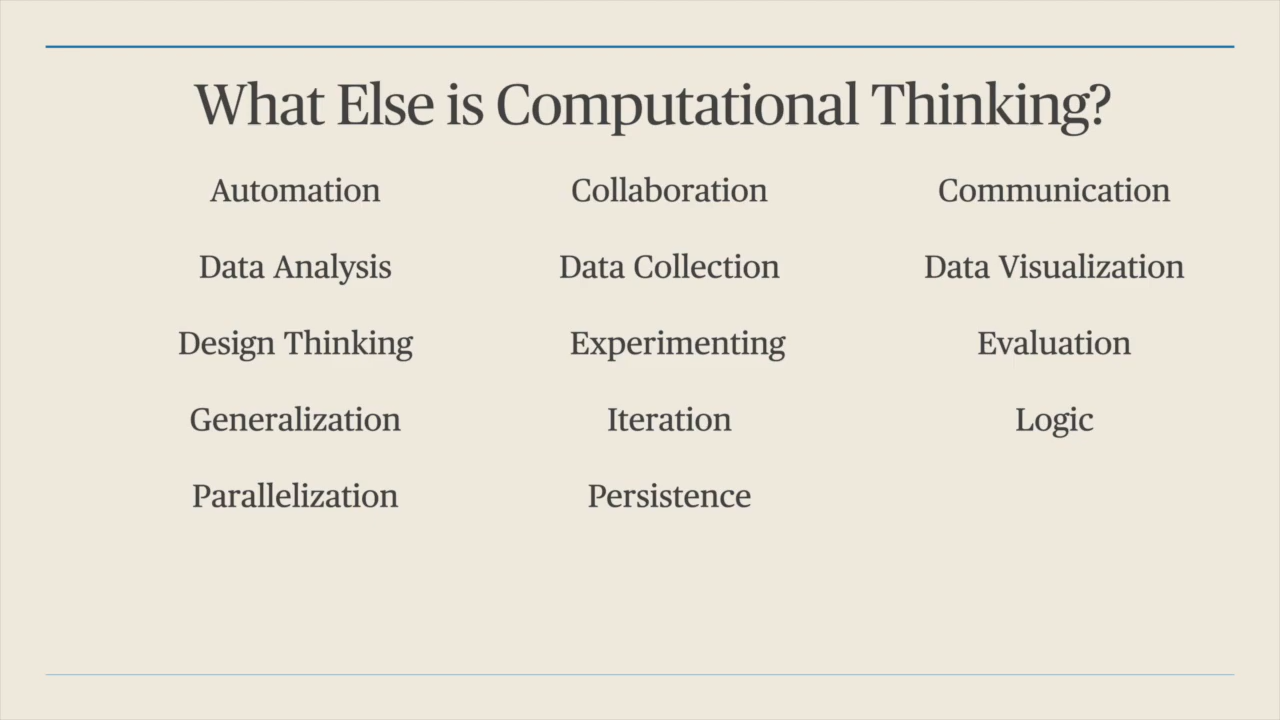 What Else is Computational Thinking?
Automation Collaboration Communication
Data Analysis Data Collection Data Visualization
Design Thinking Experimenting Evaluation
Generalization Iteration Logic
Parallelization Persistence